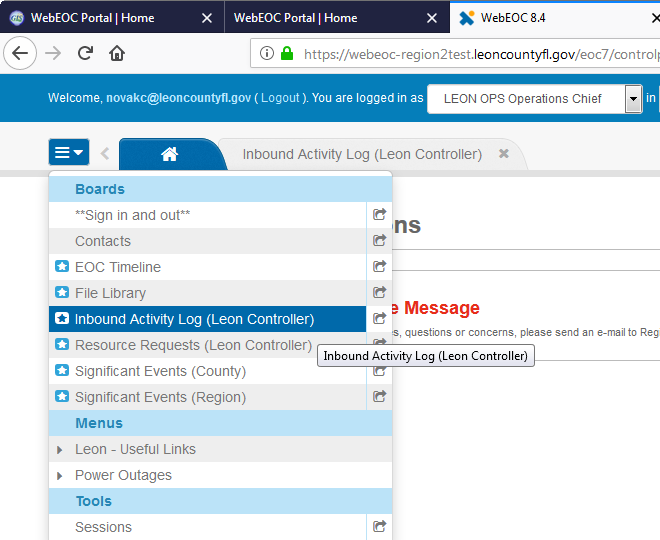 WebEOC Portal | Home
WebEOC Portal | Home
WebEOC 8.4
https://webeoc-region2test.leoncountyfl.gov/eoc7/controlp
Welcome, novakc@leoncountyfl.gov ( Logout ). You are logged in as LEON OPS Operations Chief in
Inbound Activity Log (Leon Controller)
Boards
**Sign in and out**
Contacts
ons
EOC Timeline
File Library
e Message
Inbound Activity Log (Leon Controller)
es, questions or concerns, please send an e-mail to Regi
Resource Requests (Leon Controller)
Inbound Activity Log (Leon Controller)
Significant Events (County)
Significant Events (Region)
Menus
Leon - Useful Links
Power Outages
Tools
Sessions